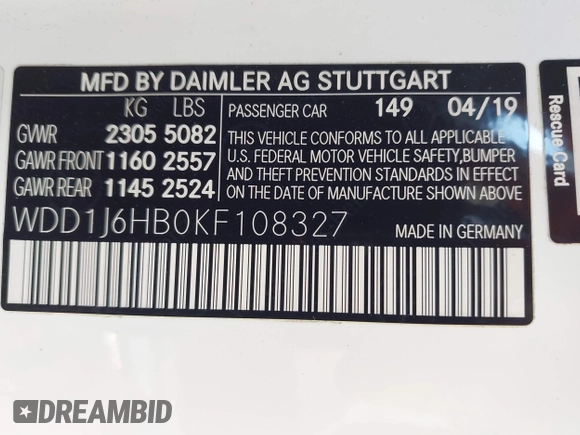 MFD BY DAIMLER AG STUTTGART
KG LBS PASSENGER CAR 149 04/19
GVWR 2305 5082
GAWR FRONT 1160 2557
GAWR REAR 1145 2524
THIS VEHICLE CONFORMS TO ALL APPLICABLE
U.S. FEDERAL MOTOR VEHICLE SAFETY, BUMPER
AND THEFT PREVENTION STANDARDS IN EFFECT
ON THE DATE OF MANUFACTURE SHOWN ABOVE.
WDD1J6HB0KF108327 MADE IN GERMANY
Rescue Card
DREAMBID